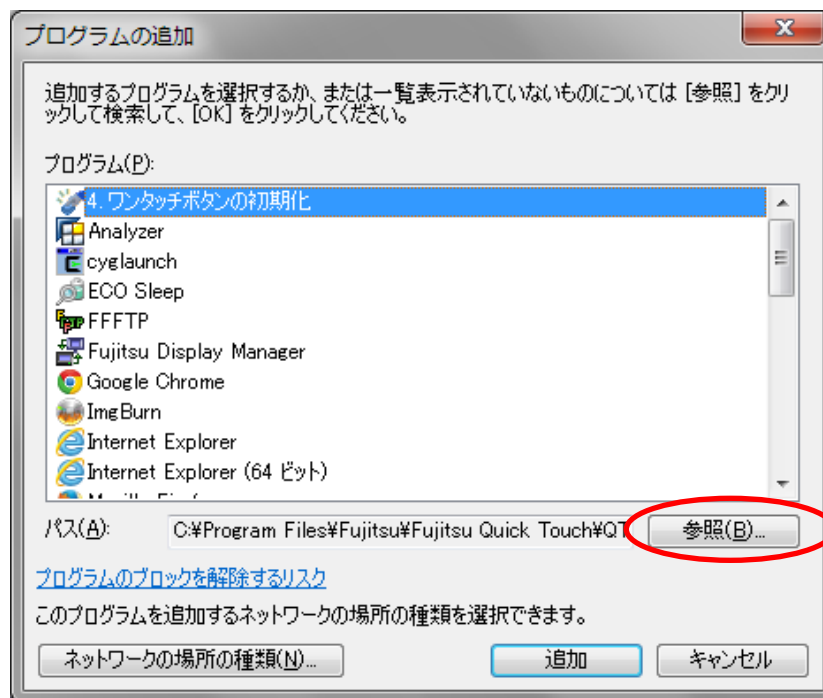 プログラムの追加
追加するプログラムを選択するか、または一覧表示されていないものについては [参照] をクリ
ックして検索して、[OK] をクリックしてください。
プログラム(P):
4. ワンタッチボタンの初期化
Analyzer
cyglaunch
ECO Sleep
FFFTP
Fujitsu Display Manager
Google Chrome
ImgBurn
Internet Explorer
Internet Explorer (64 ビット)
パス(A):
C:¥Program Files¥Fujitsu¥Fujitsu Quick Touch¥QT
参照(B)...
プログラムのブロックを解除するリスク
このプログラムを追加するネットワークの場所の種類を選択できます。
ネットワークの場所の種類(N)...
追加
キャンセル